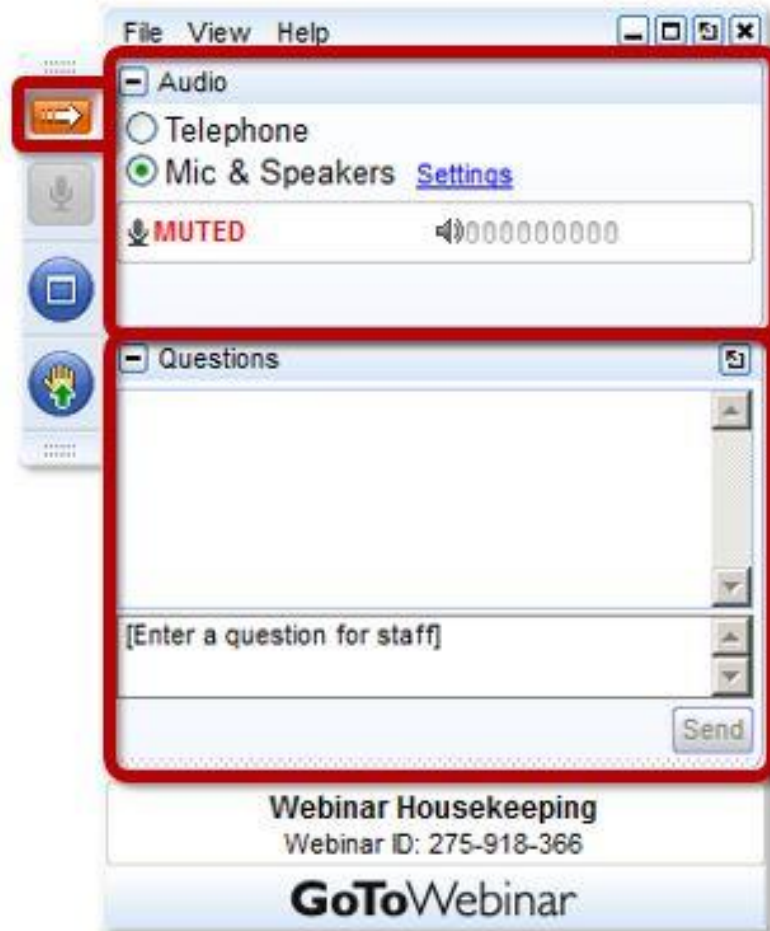 File View Help
Audio
Telephone
Mic & Speakers Settings
MUTED 000000000
Questions
[Enter a question for staff]
Send
Webinar Housekeeping
Webinar ID: 275-918-366
GoToWebinar